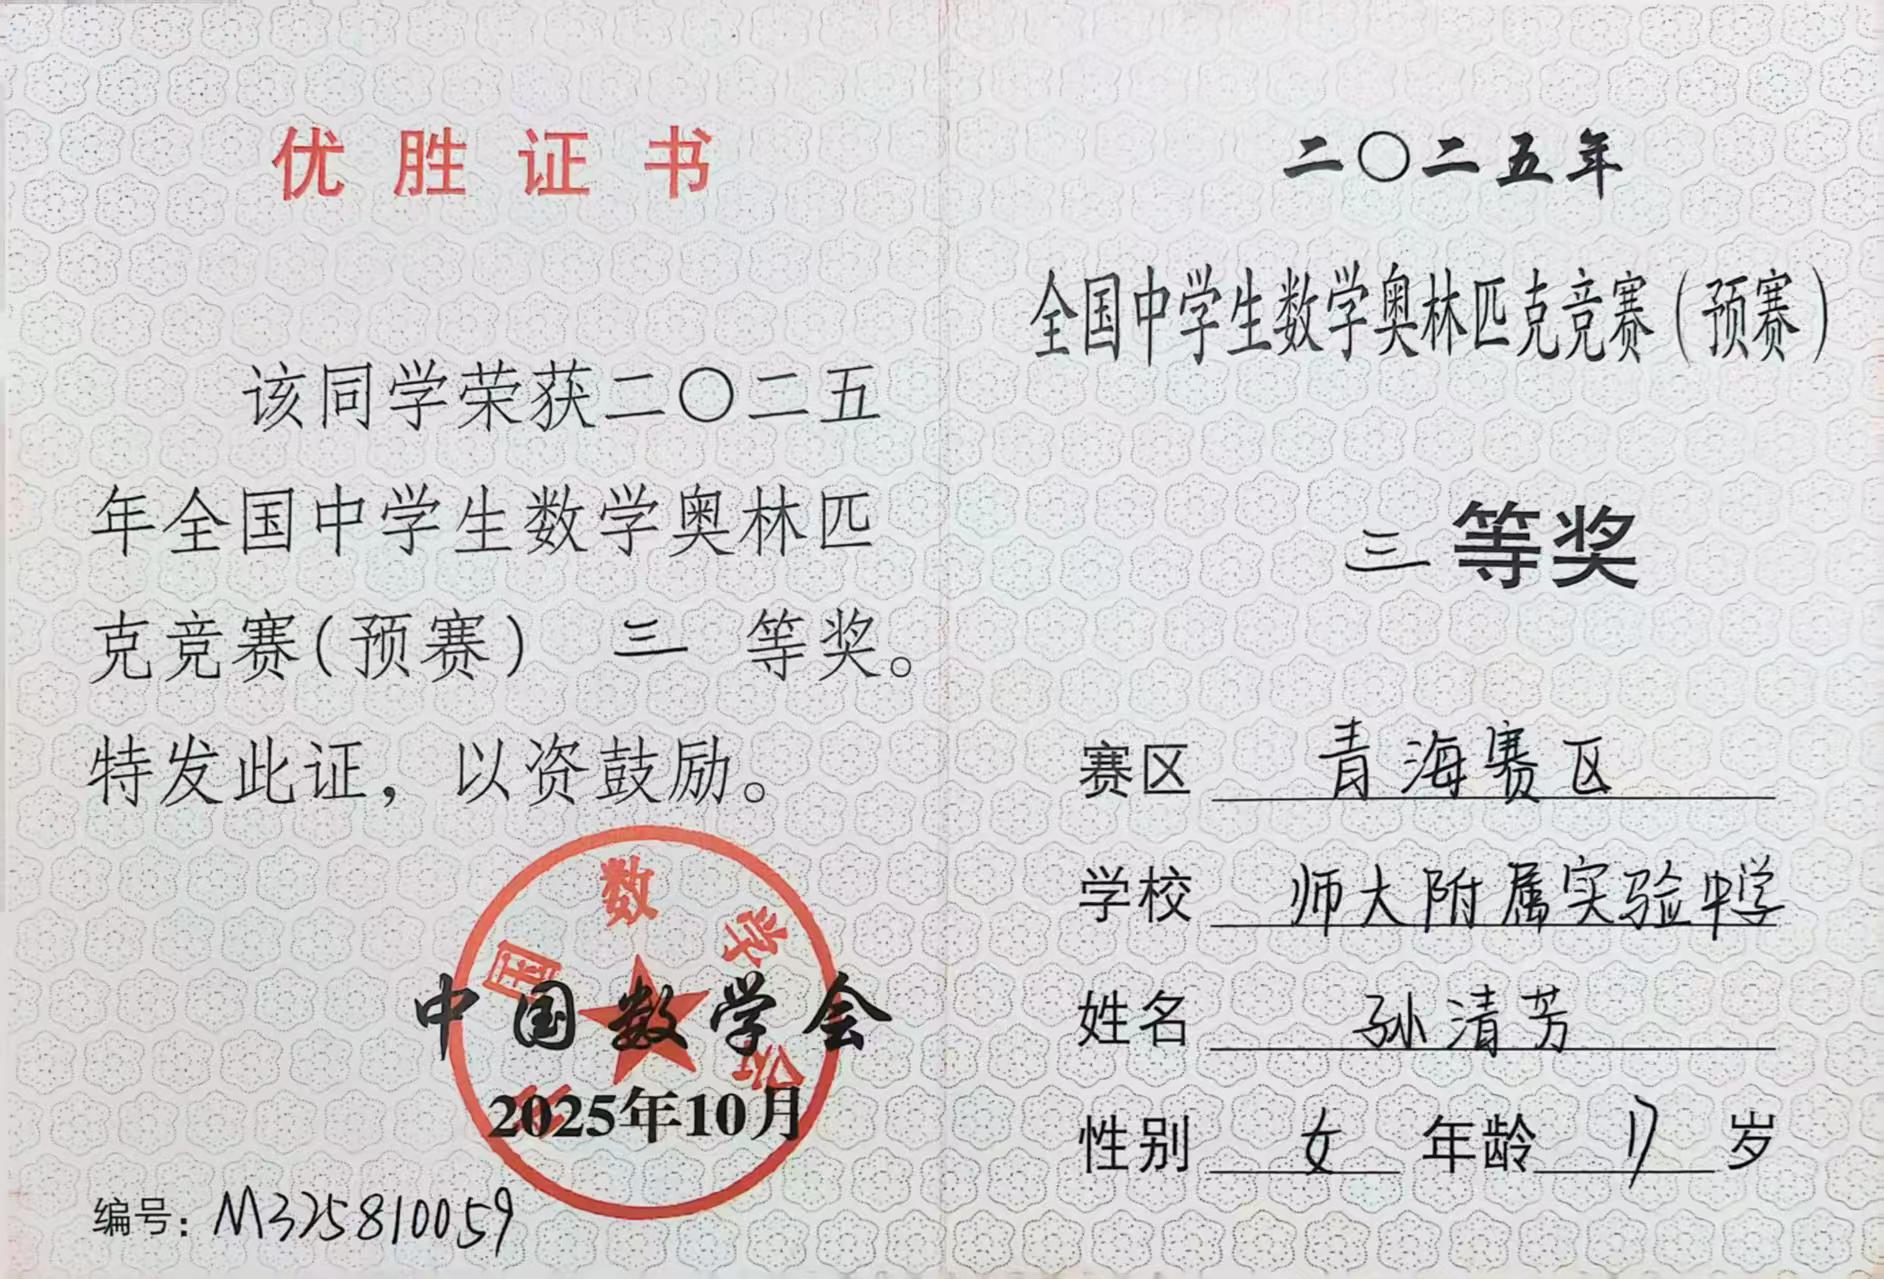 优胜证书
该同学荣获二〇二五
年全国中学生数学奥林匹
克竞赛(预赛) 三 等奖。
特发此证，以资鼓励。
中国数学会
中国数学会
2025年10月
编号：M325810059
二〇二五年
全国中学生数学奥林匹克竞赛(预赛)
三等奖
赛区 青海赛区
学校 师大附属实验中学
姓名 孙清芳
性别 女 年龄 17 岁